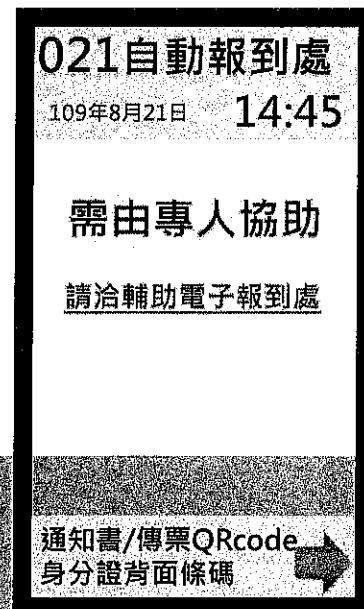 021自動報到處
109年8月21日 14:45
需由專人協助
請洽輔助電子報到處
通知書/傳票QRcode
身分證背面條碼